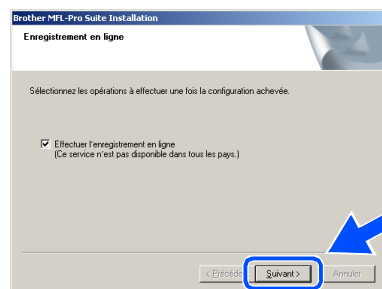 Brother MFL-Pro Suite Installation
Enregistrement en ligne
Sélectionnez les opérations à effectuer une fois la configuration achevée.
Effectuer l'enregistrement en ligne
(Ce service n'est pas disponible dans tous les pays.)
< Précéde Suivant > Annuler